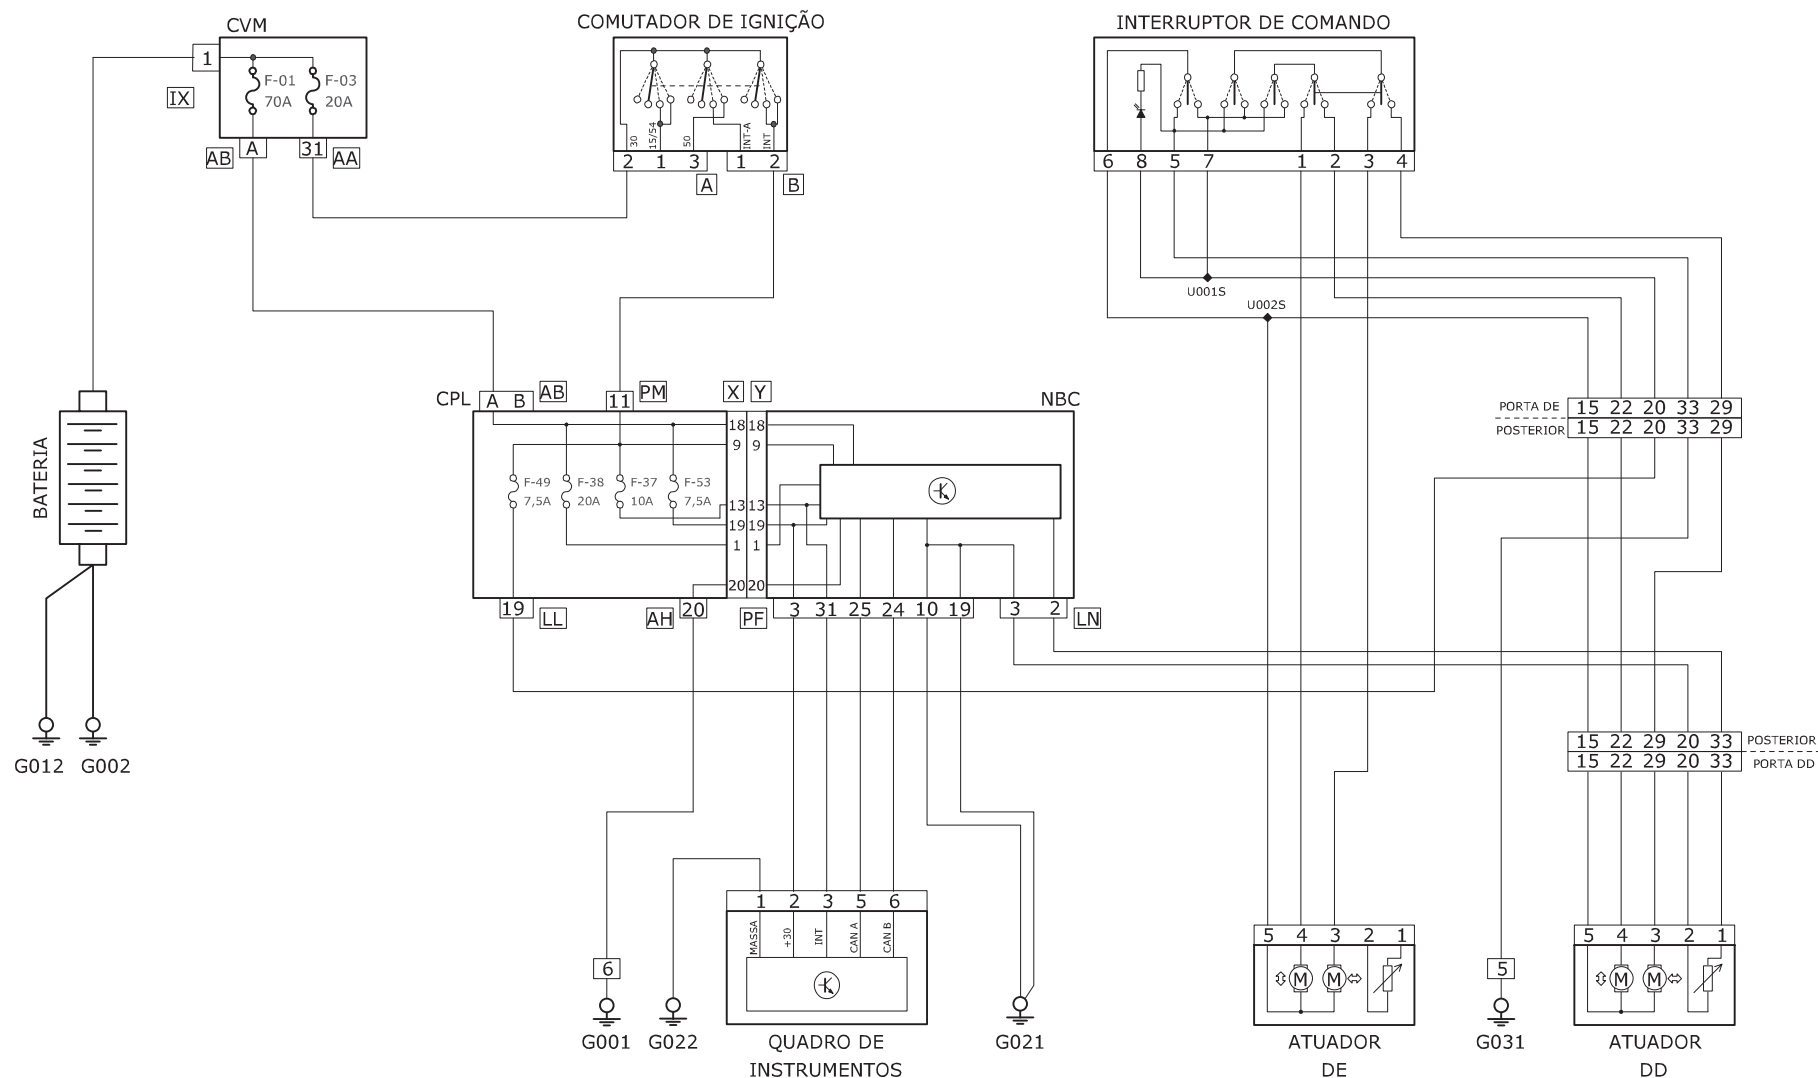 CVM
COMUTADOR DE IGNIÇÃO
INTERRUPTOR DE COMANDO
1
IX
F-01
70A
F-03
20A
AB
A
31
AA
30
15/54
50
INT-A
INT
2 1 3 1 2
A
B
6 8 5 7 1 2 3 4
U001S
U002S
BATERIA
G012 G002
CPL
A B
AB
11
PM
X Y
NBC
18 18
9 9
F-49
7,5A
F-38
20A
F-37
10A
F-53
7,5A
13 13
19 19
1 1
20 20
19
LL
AH
20
PF
3 31 25 24 10 19
3 2
LN
PORTA DE
15 22 20 33 29
POSTERIOR
15 22 20 33 29
15 22 29 20 33
POSTERIOR
15 22 29 20 33
PORTA DD
1 2 3 5 6
MASSA
+30
INT
CAN A
CAN B
6
G001
G022
QUADRO DE
INSTRUMENTOS
G021
5 4 3 2 1
M M
ATUADOR
DE
5
G031
5 4 3 2 1
M M
ATUADOR
DD